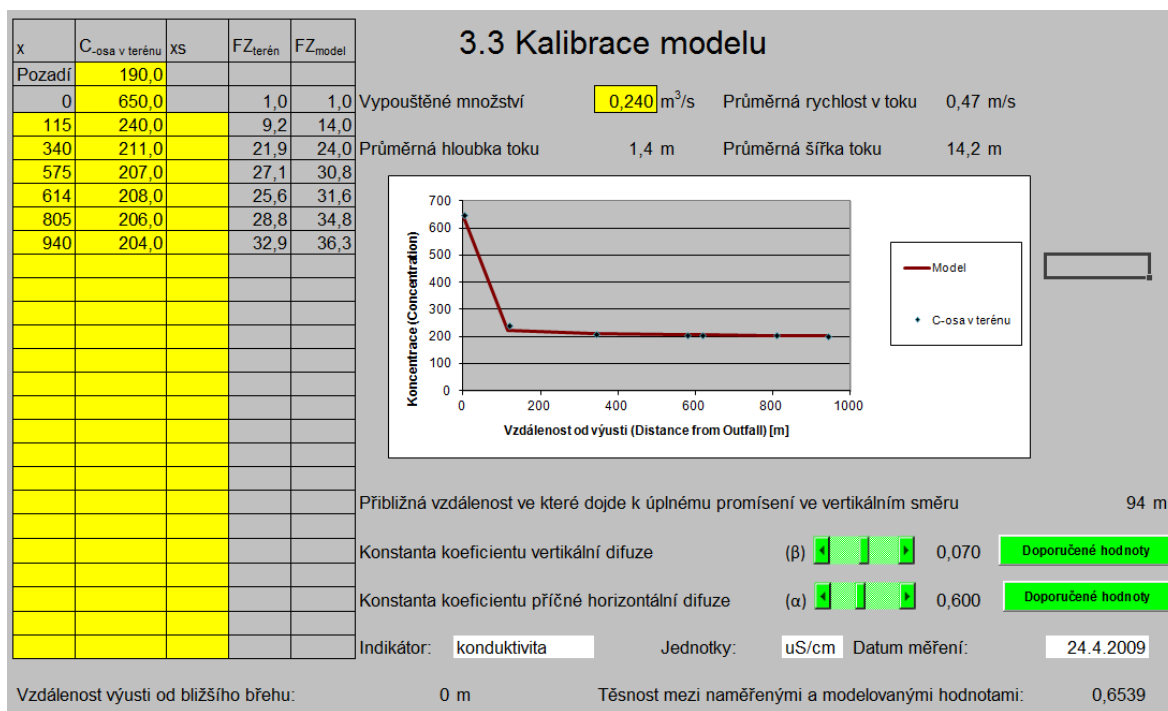 3.3 Kalibrace modelu
x C-osa v terénu xs FZterén FZmodel
Pozadí 190,0
0 650,0 1,0 1,0
115 240,0 9,2 14,0
340 211,0 21,9 24,0
575 207,0 27,1 30,8
614 208,0 25,6 31,6
805 206,0 28,8 34,8
940 204,0 32,9 36,3
Vypouštěné množství 0,240 m³/s Průměrná rychlost v toku 0,47 m/s
Průměrná hloubka toku 1,4 m Průměrná šířka toku 14,2 m
Koncentrace (Concentration)
700
600
500
400
300
200
100
0
0 200 400 600 800 1000
Vzdálenost od výusti (Distance from Outfall) [m]
Model
C-osa v terénu
Přibližná vzdálenost ve které dojde k úplnému promísení ve vertikálním směru 94 m
Konstanta koeficientu vertikální difuze (β) 0,070 Doporučené hodnoty
Konstanta koeficientu příčné horizontální difuze (α) 0,600 Doporučené hodnoty
Indikátor: konduktivita Jednotky: uS/cm Datum měření: 24.4.2009
Vzdálenost výusti od bližšího břehu: 0 m Těsnost mezi naměřenými a modelovanými hodnotami: 0,6539